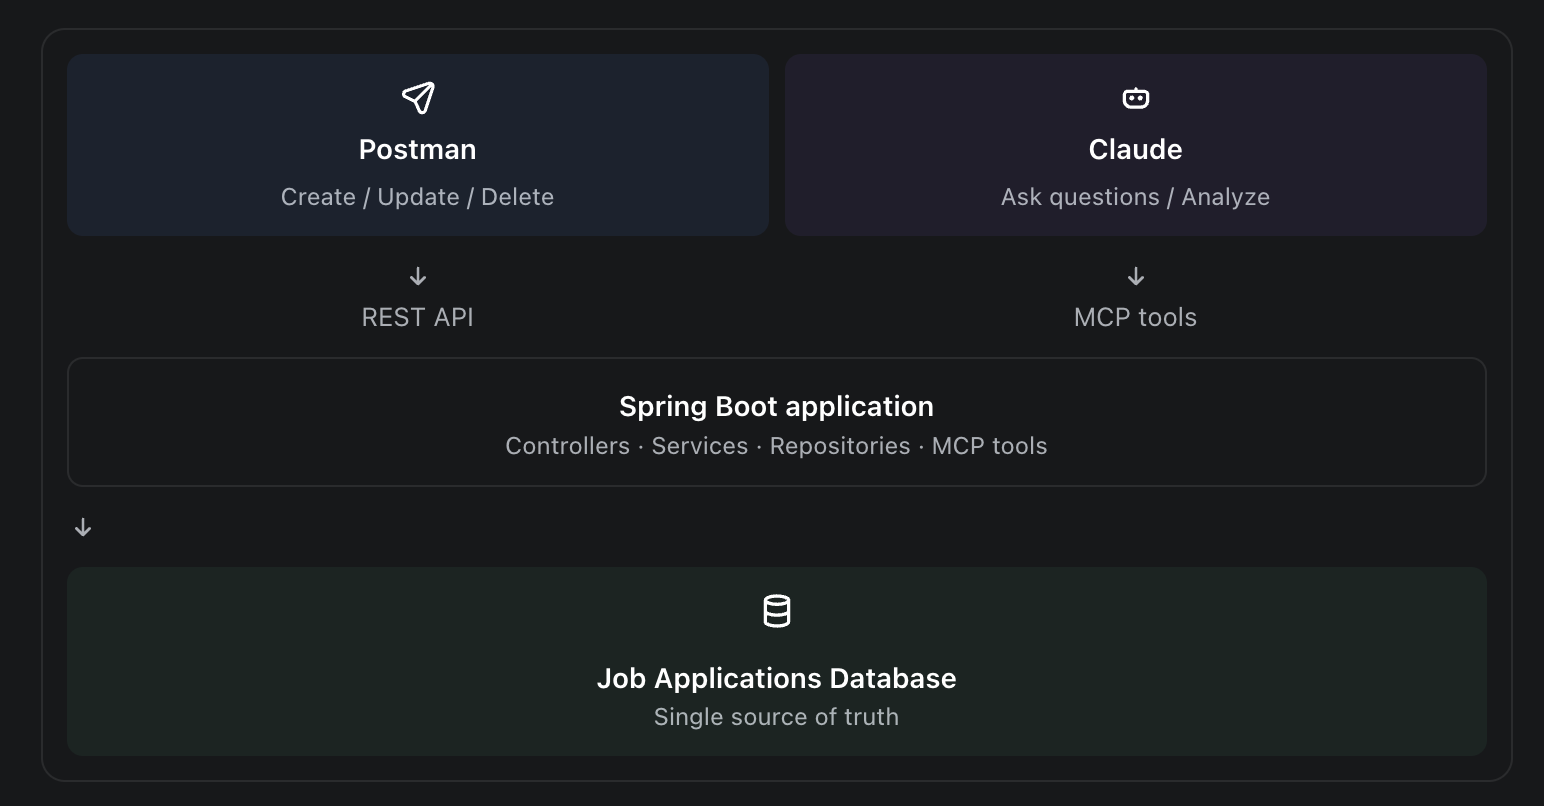 Postman
Create / Update / Delete
Claude
Ask questions / Analyze
REST API
MCP tools
Spring Boot application
Controllers · Services · Repositories · MCP tools
Job Applications Database
Single source of truth